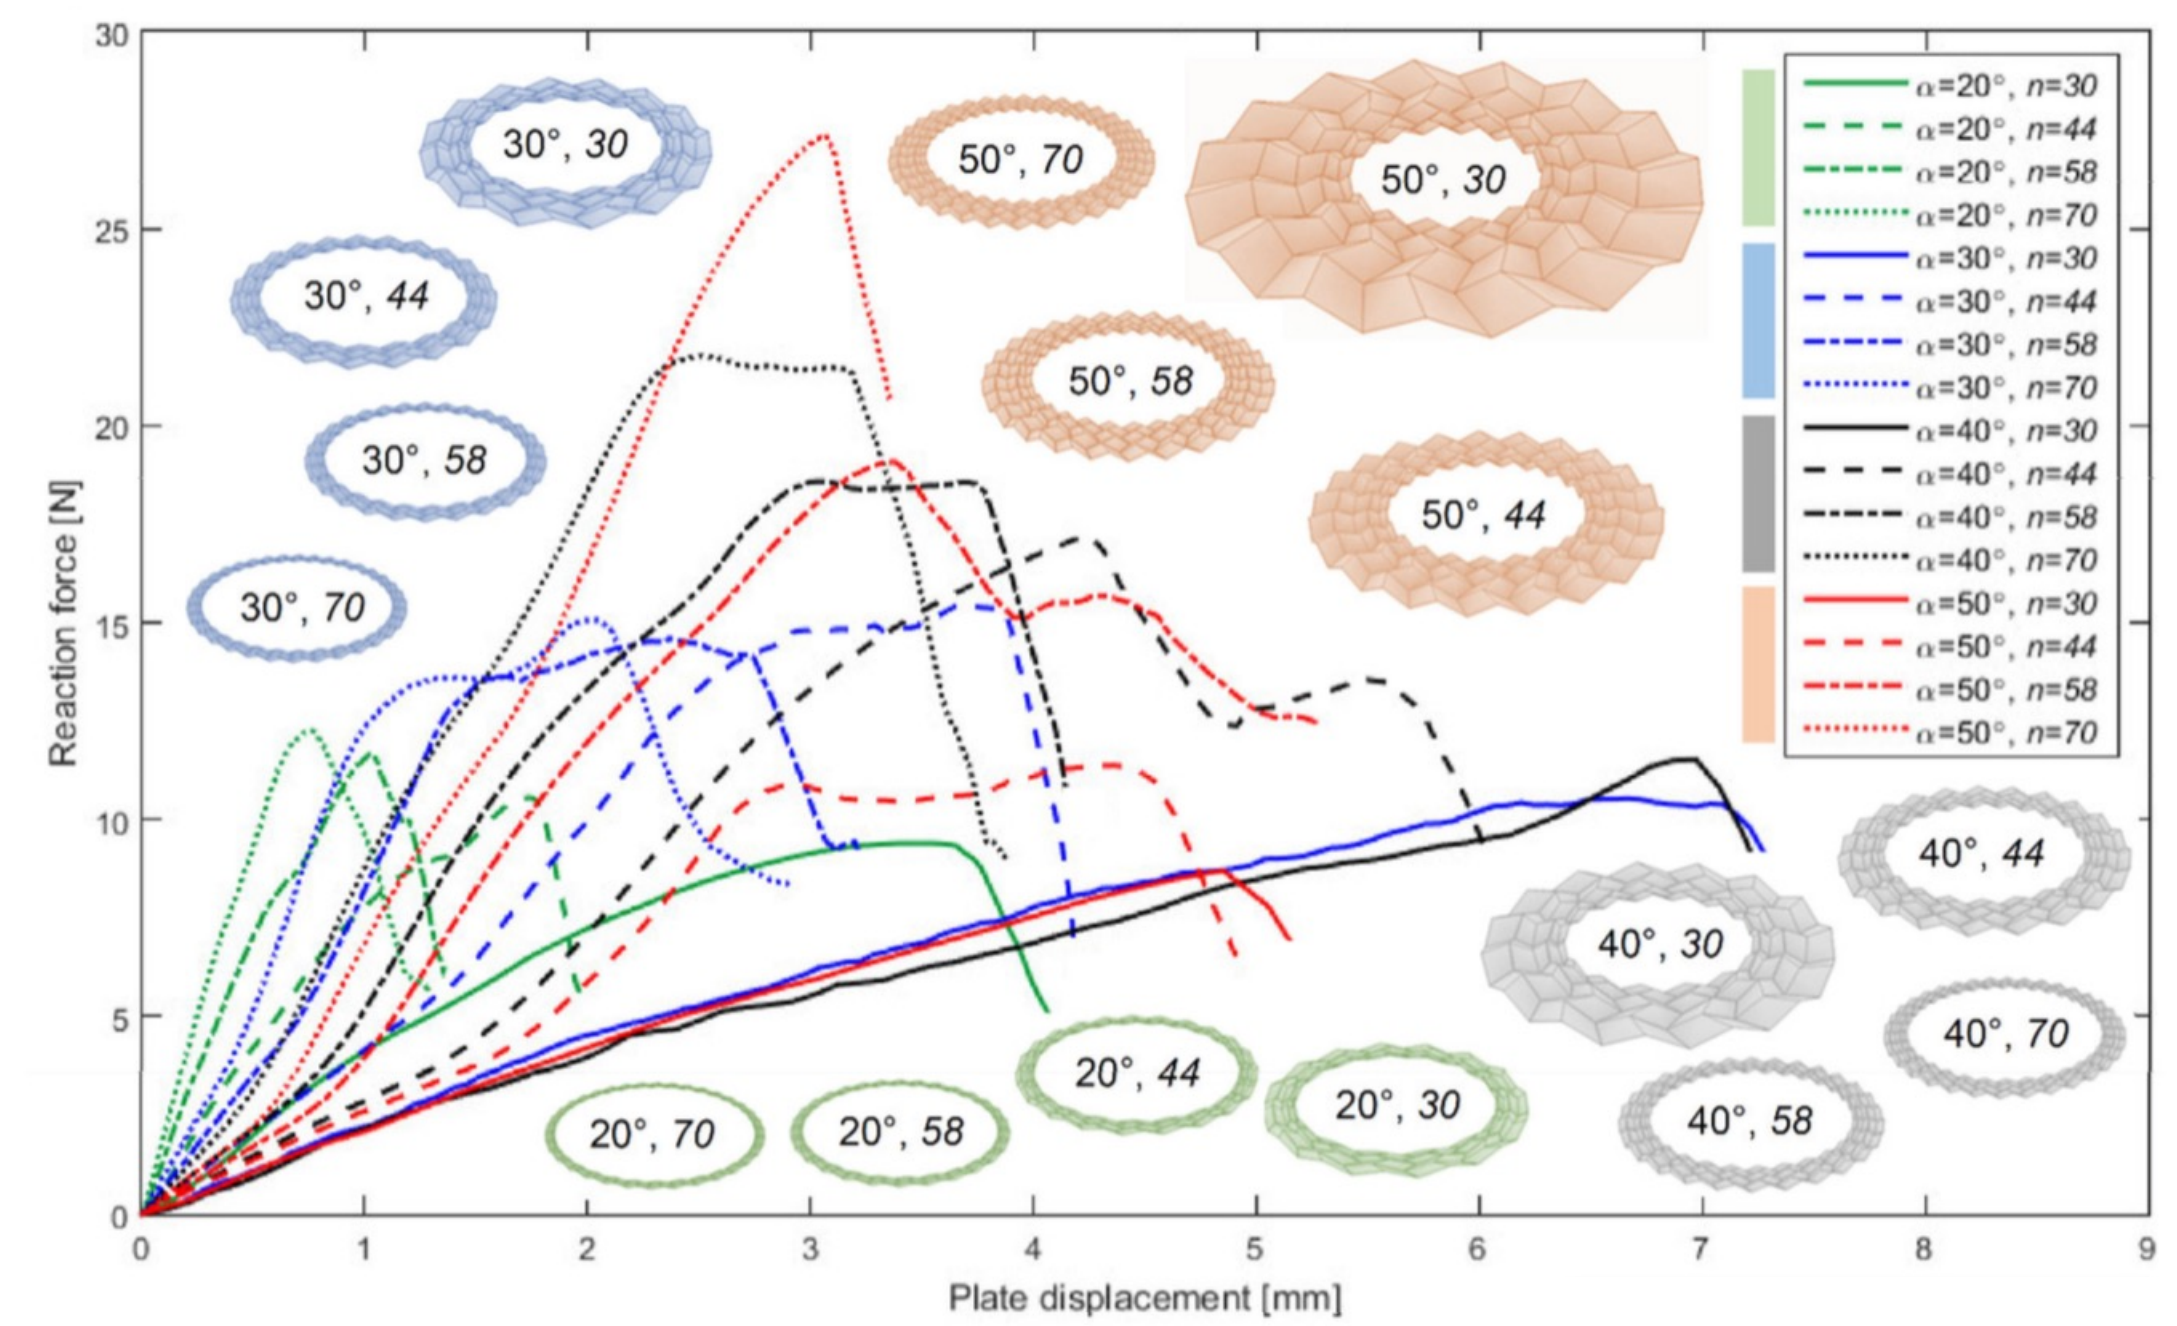 30
25
20
15
10
5
0
Reaction force [N]
0 1 2 3 4 5 6 7 8 9
Plate displacement [mm]
30°, 30
30°, 44
30°, 58
30°, 70
50°, 70
50°, 30
50°, 58
50°, 44
20°, 70
20°, 58
20°, 44
20°, 30
40°, 30
40°, 44
40°, 70
40°, 58
α=20°, n=30
α=20°, n=44
α=20°, n=58
α=20°, n=70
α=30°, n=30
α=30°, n=44
α=30°, n=58
α=30°, n=70
α=40°, n=30
α=40°, n=44
α=40°, n=58
α=40°, n=70
α=50°, n=30
α=50°, n=44
α=50°, n=58
α=50°, n=70